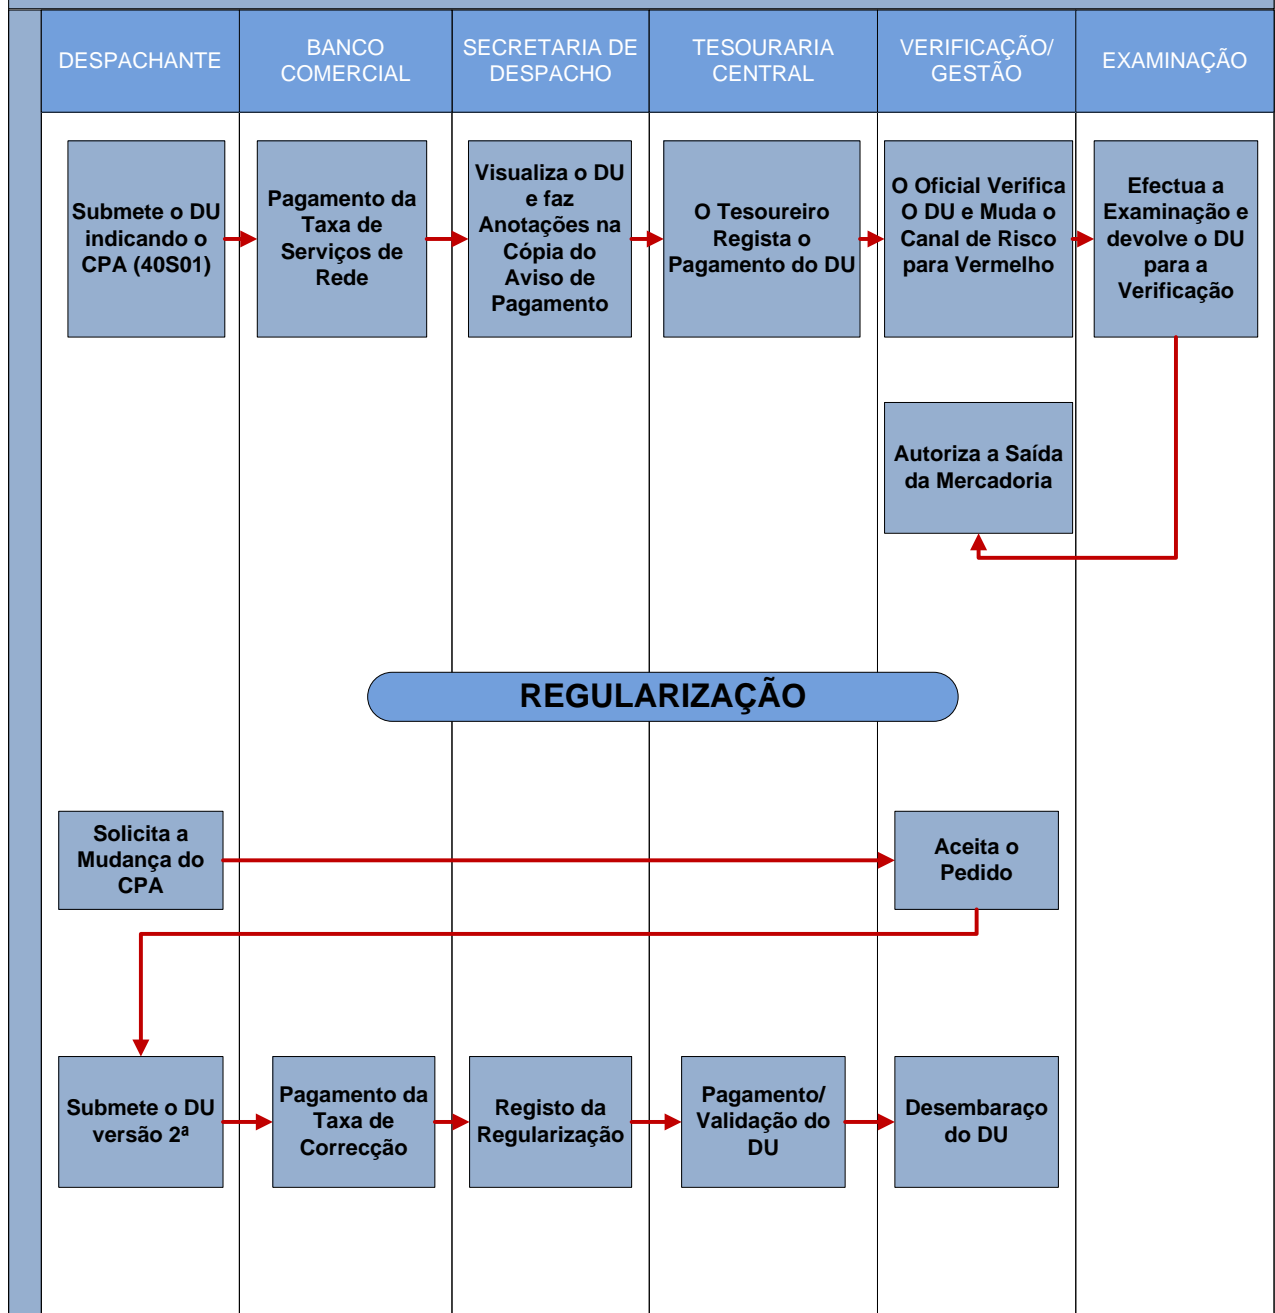 DESPACHANTE
BANCO
COMERCIAL
SECRETARIA DE
DESPACHO
TESOURARIA
CENTRAL
VERIFICAÇÃO/
GESTÃO
EXAMINAÇÃO
Submete o DU
indicando o
CPA (40S01)
Pagamento da
Taxa de
Serviços de
Rede
Visualiza o DU
e faz
Anotações na
Cópia do
Aviso de
Pagamento
O Tesoureiro
Regista o
Pagamento do DU
O Oficial Verifica
O DU e Muda o
Canal de Risco
para Vermelho
Efectua a
Examinação e
devolve o DU
para a
Verificação
Autoriza a Saída
da Mercadoria
REGULARIZAÇÃO
Solicita a
Mudança do
CPA
Aceita o
Pedido
Submete o DU
versão 2ª
Pagamento da
Taxa de
Correcção
Registo da
Regularização
Pagamento/
Validação do
DU
Desembaraço
do DU